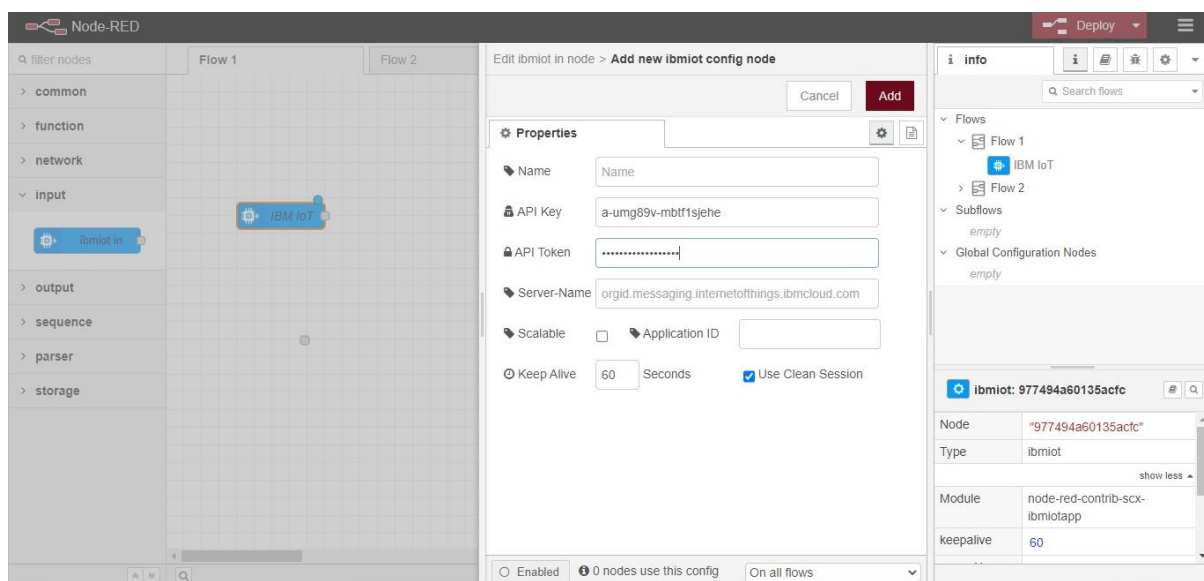 Node-RED
Deploy
filter nodes
common
function
network
input
ibmiot in
output
sequence
parser
storage
Flow 1
Flow 2
IBM IoT
Edit ibmiot in node > Add new ibmiot config node
Cancel
Add
Properties
Name
Name
API Key
a-umg89v-mbtf1sjehe
API Token
••••••••••••••••••
Server-Name
orgid.messaging.internetofthings.ibmcloud.com
Scalable
Application ID
Keep Alive
60
Seconds
Use Clean Session
Enabled
0 nodes use this config
On all flows
info
Search flows
Flows
Flow 1
IBM IoT
Flow 2
Subflows
empty
Global Configuration Nodes
empty
ibmiot: 977494a60135acfc
Node
"977494a60135acfc"
Type
ibmiot
show less
Module
node-red-contrib-scx-
ibmiotapp
keepalive
60